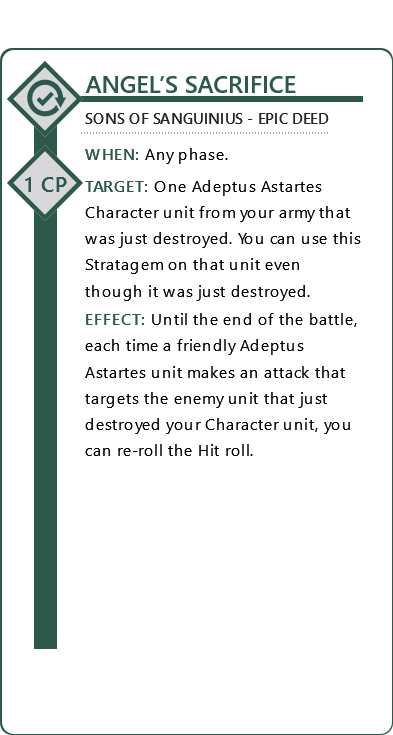 ANGEL’S SACRIFICE
SONS OF SANGUINIUS - EPIC DEED
WHEN: Any phase.
1 CP
TARGET: One Adeptus Astartes
Character unit from your army that
was just destroyed. You can use this
Stratagem on that unit even
though it was just destroyed.
EFFECT: Until the end of the battle,
each time a friendly Adeptus
Astartes unit makes an attack that
targets the enemy unit that just
destroyed your Character unit, you
can re-roll the Hit roll.